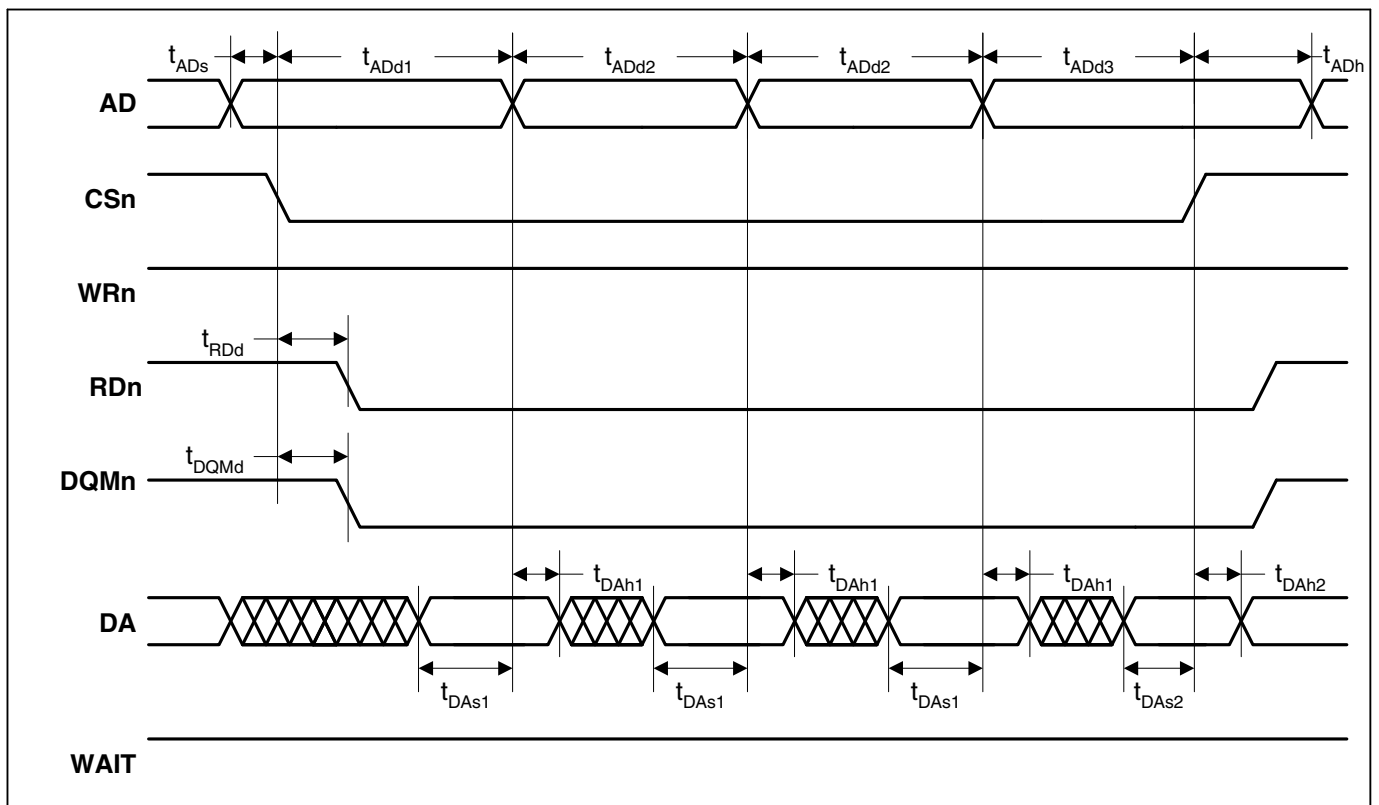 tADs tADd1 tADd2 tADd2 tADd3 tADh
AD
CSn
WRn
tRDd
RDn
tDQMd
DQMn
tDAh1 tDAh1 tDAh1 tDAh2
DA
tDAs1 tDAs1 tDAs1 tDAs2
WAIT